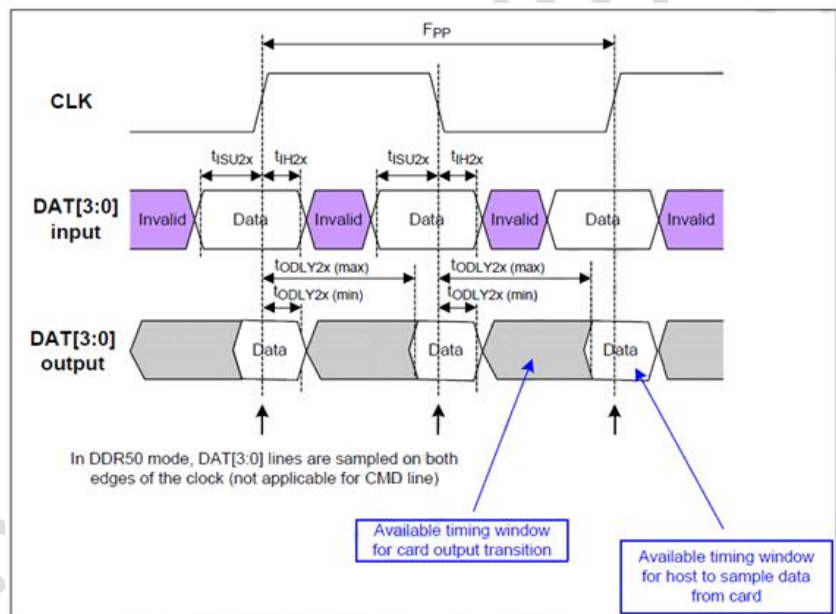 FPP
CLK
tISU2x tIH2x tISU2x tIH2x
DAT[3:0]
input
Invalid Data Invalid Data Invalid Data Invalid
tODLY2x (max) tODLY2x (max)
tODLY2x (min) tODLY2x (min)
DAT[3:0]
output
Data Data Data
In DDR50 mode, DAT[3:0] lines are sampled on both
edges of the clock (not applicable for CMD line)
Available timing window
for card output transition
Available timing window
for host to sample data
from card